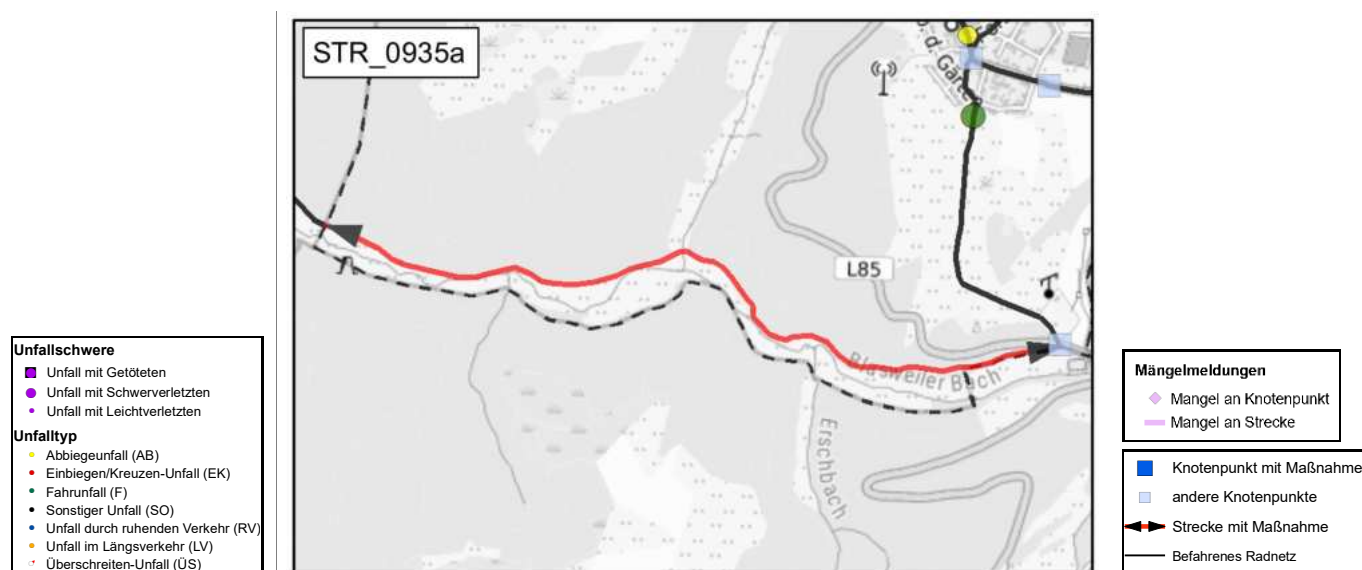 Unfallschwere
Unfall mit Getöteten
Unfall mit Schwerverletzten
Unfall mit Leichtverletzten
Unfalltyp
Abbiegeunfall (AB)
Einbiegen/Kreuzen-Unfall (EK)
Fahrunfall (F)
Sonstiger Unfall (SO)
Unfall durch ruhenden Verkehr (RV)
Unfall im Längsverkehr (LV)
Überschreiten-Unfall (ÜS)
STR_0935a
L85
Blasweiler Bach
Erschbach
Mängelmeldungen
Mangel an Knotenpunkt
Mangel an Strecke
Knotenpunkt mit Maßnahme
andere Knotenpunkte
Strecke mit Maßnahme
Befahrenes Radnetz